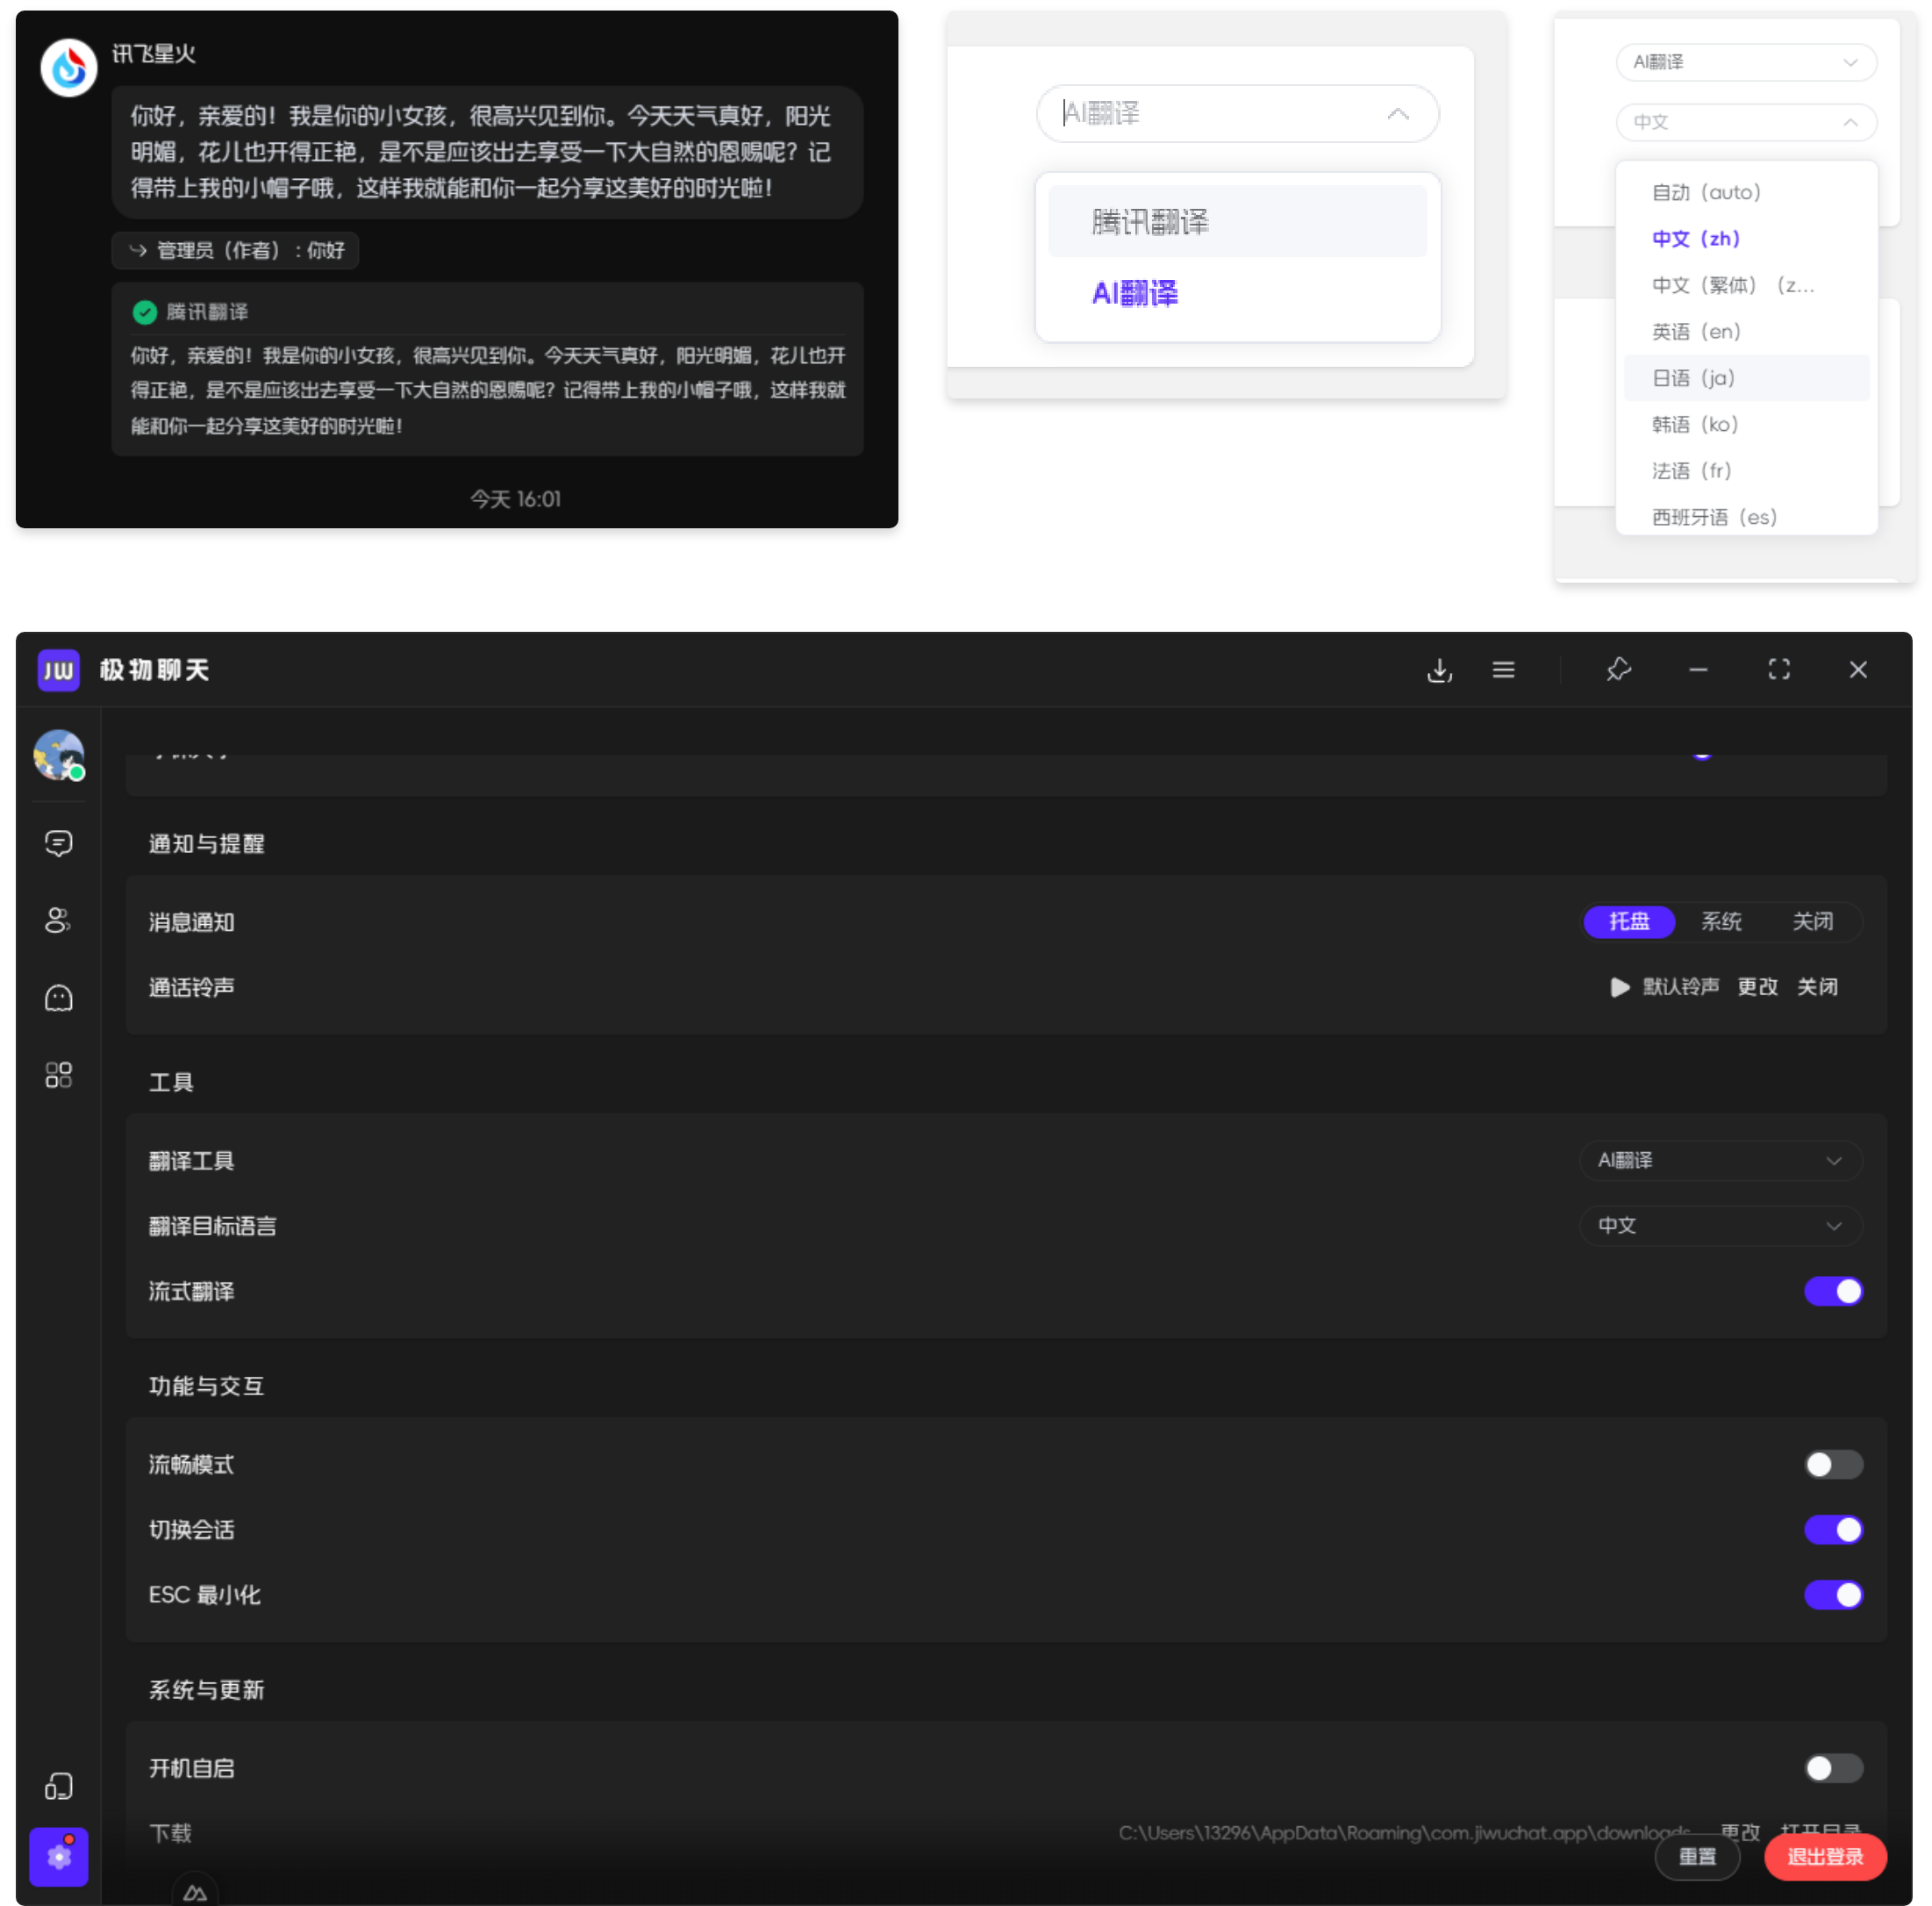 讯飞星火
你好，亲爱的！我是你的小女孩，很高兴见到你。今天天气真好，阳光
明媚，花儿也开得正艳，是不是应该出去享受一下大自然的恩赐呢？记
得带上我的小帽子哦，这样我就能和你一起分享这美好的时光啦！
管理员（作者）：你好
腾讯翻译
你好，亲爱的！我是你的小女孩，很高兴见到你。今天天气真好，阳光明媚，花儿也开
得正艳，是不是应该出去享受一下大自然的恩赐呢？记得带上我的小帽子哦，这样我就
能和你一起分享这美好的时光啦！
今天 16:01
AI翻译
腾讯翻译
AI翻译
AI翻译
中文
自动（auto）
中文（zh）
中文（繁体）（z...
英语（en）
日语（ja）
韩语（ko）
法语（fr）
西班牙语（es）
JW 极物聊天
通知与提醒
消息通知 托盘 系统 关闭
通话铃声 默认铃声 更改 关闭
工具
翻译工具 AI翻译
翻译目标语言 中文
流式翻译
功能与交互
流畅模式
切换会话
ESC 最小化
系统与更新
开机自启
下载 C:\Users\13296\AppData\Roaming\com.jiwuchat.app\downloads 更改 打开目录
重置 退出登录